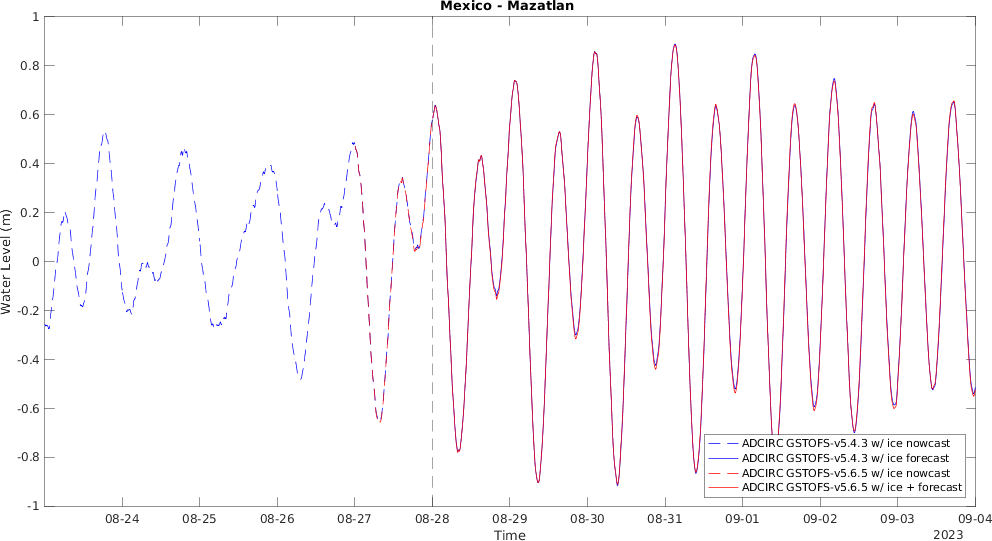 Mexico - Mazatlan
1
0.8
0.6
0.4
0.2
0
-0.2
-0.4
-0.6
-0.8
-1
Water Level (m)
ADCIRC GSTOFS-v5.4.3 w/ ice nowcast
ADCIRC GSTOFS-v5.4.3 w/ ice forecast
ADCIRC GSTOFS-v5.6.5 w/ ice nowcast
ADCIRC GSTOFS-v5.6.5 w/ ice + forecast
08-24 08-25 08-26 08-27 08-28 08-29 08-30 08-31 09-01 09-02 09-03 09-04
Time
2023